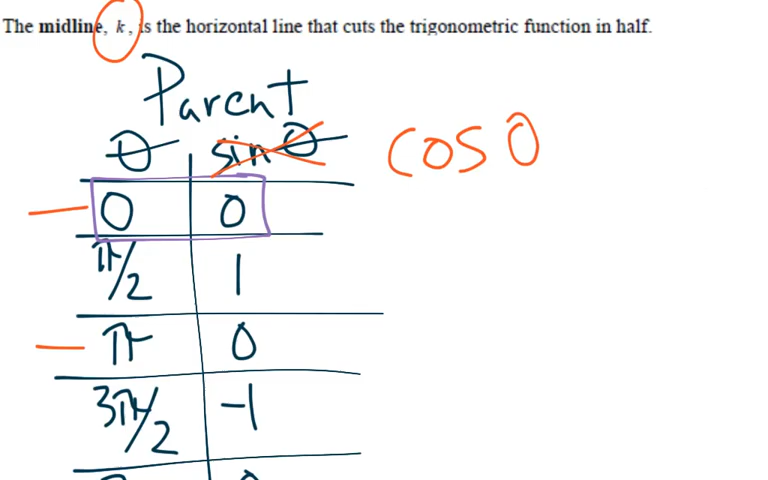 The midline, k, is the horizontal line that cuts the trigonometric function in half.
Parent
θ sin θ cos θ
0 0
π/2 1
π 0
3π/2 -1